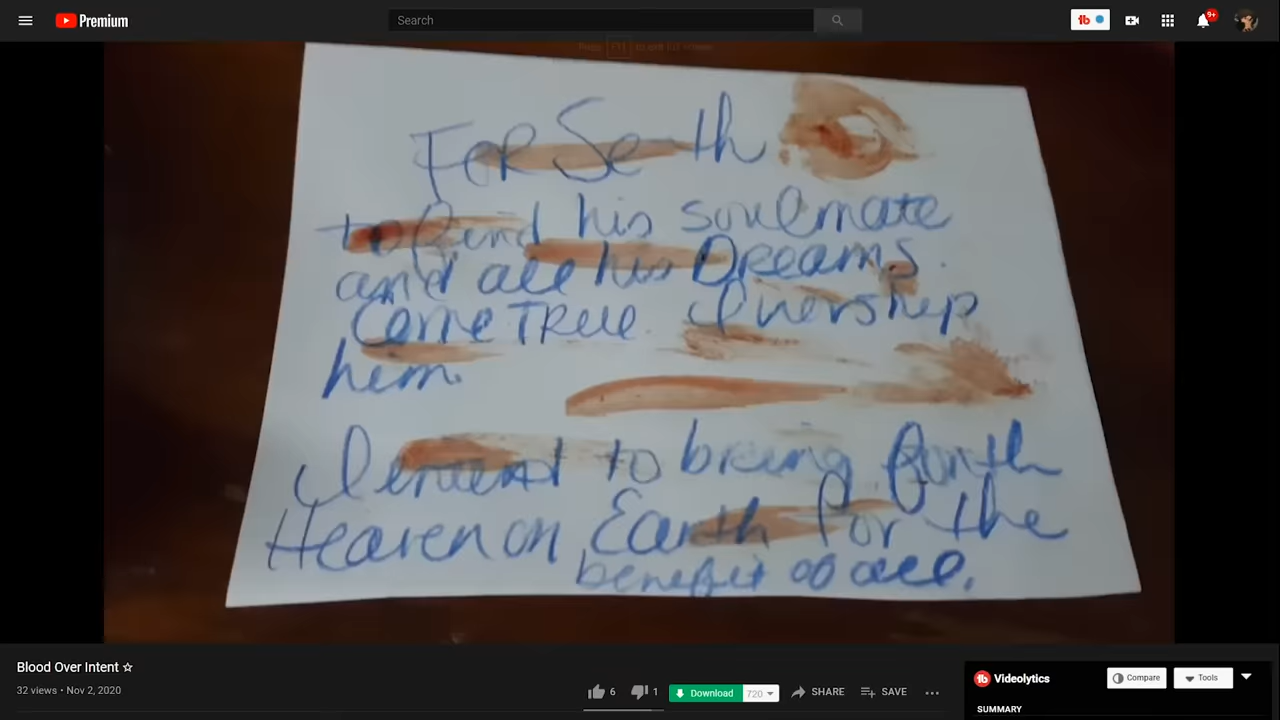 Premium
Search
9+
FOR Seth
to find his soulmate
and all his DReams.
Come TRUE. I worship
him.
I entent to bring forth
Heaven on Earth for the
benefit of all.
Blood Over Intent ☆
32 views • Nov 2, 2020
6
1
Download
720
SHARE
SAVE
Videolytics
Compare
Tools
SUMMARY